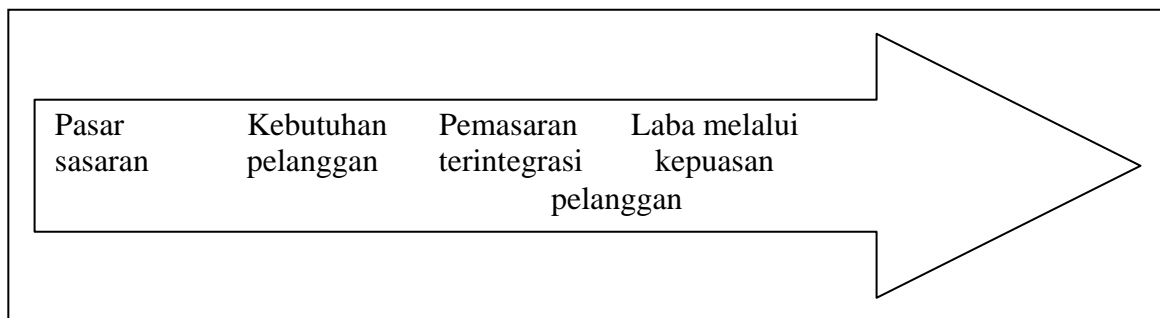 Pasar Kebutuhan Pemasaran Laba melalui
sasaran pelanggan terintegrasi kepuasan
pelanggan